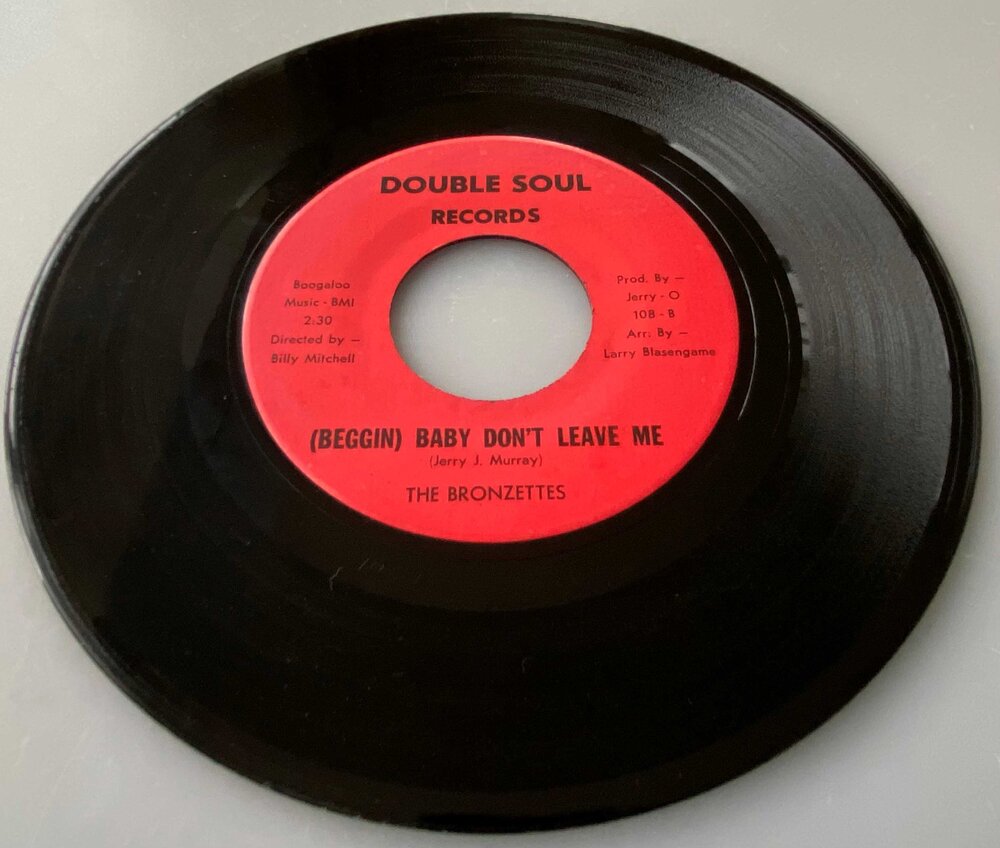 DOUBLE SOUL
RECORDS
Boogaloo
Music - BMI
2:30
Directed by —
Billy Mitchell
Prod. By —
Jerry - O
108 - B
Arr. By —
Larry Blasengame
(BEGGIN) BABY DON'T LEAVE ME
(Jerry J. Murray)
THE BRONZETTES